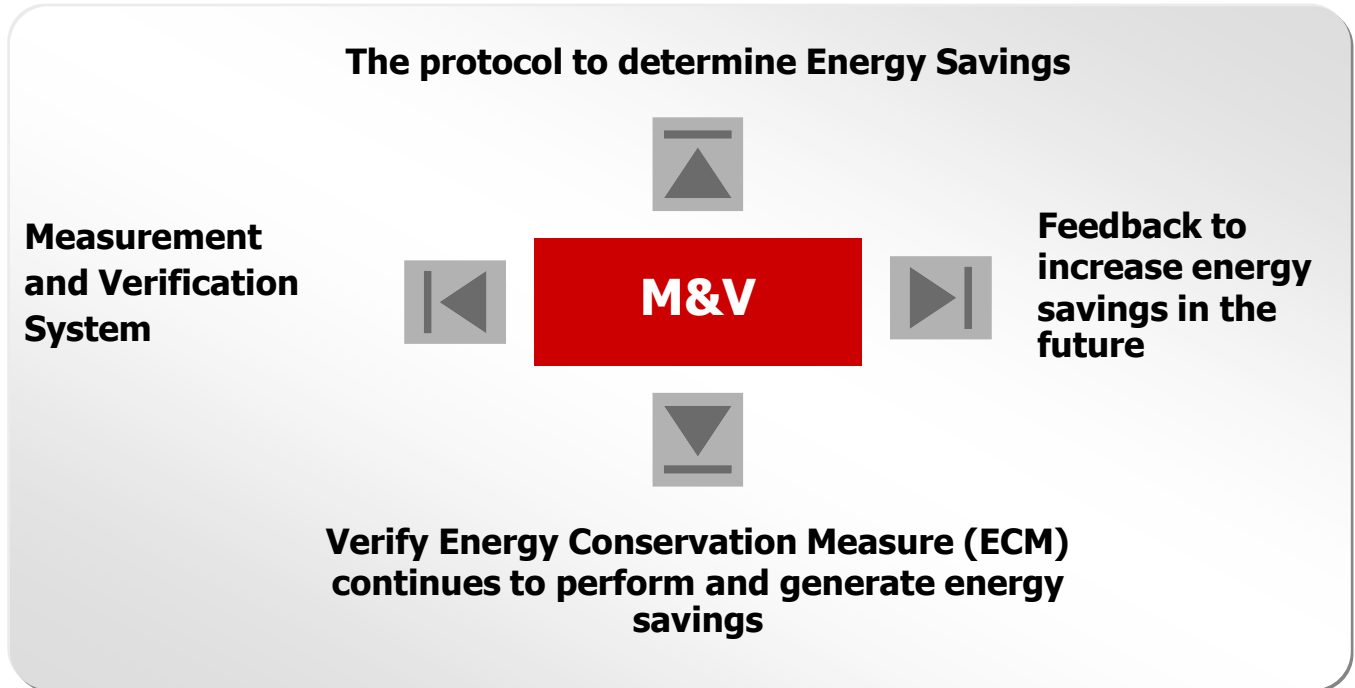 The protocol to determine Energy Savings
Measurement
and Verification
System
M&V
Feedback to
increase energy
savings in the
future
Verify Energy Conservation Measure (ECM)
continues to perform and generate energy
savings